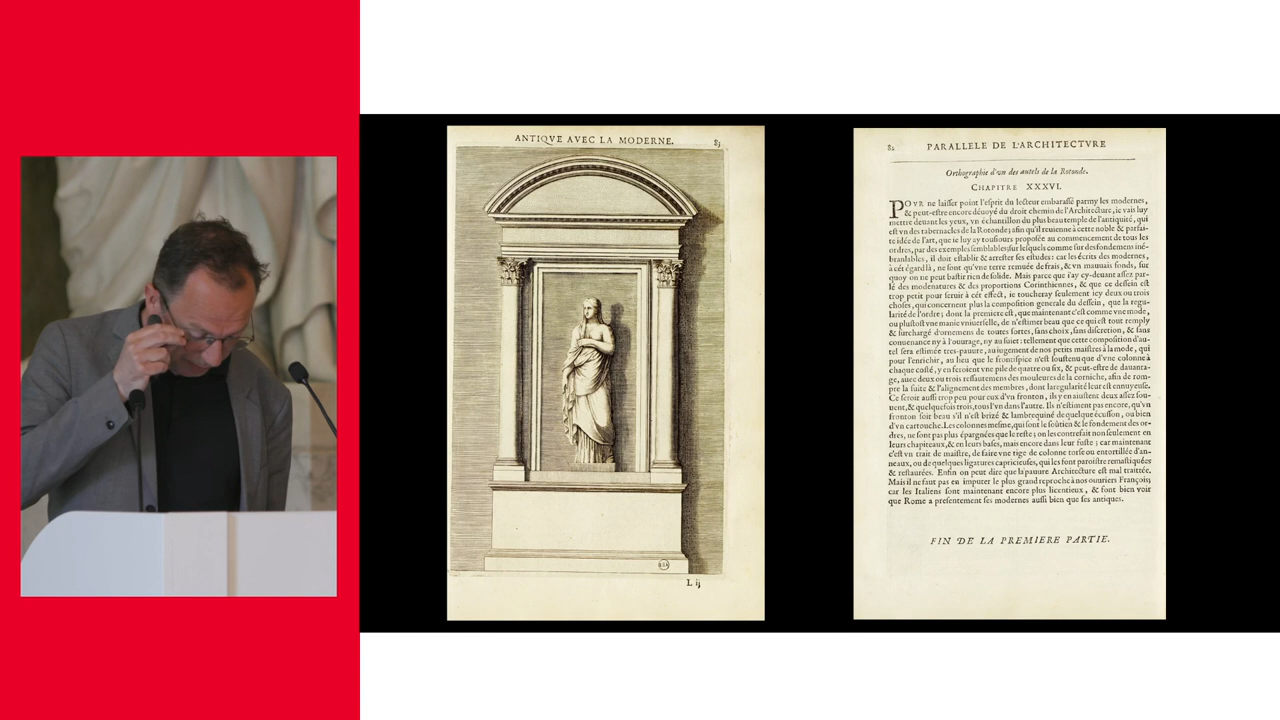 ANTIQVE AVEC LA MODERNE. 83
L ij
82 PARALLELE DE L'ARCHITECTVRE
Orthographie d'vn des autels de la Rotonde.
CHAPITRE XXXVI.
POVR ne laisser point l'esprit du lecteur embarassé parmy les modernes,
& peut-estre encore déuoyé du droit chemin de l'Architecture, ie vais luy
mettre deuant les yeux, vn échantillon du plus beau temple de l'antiquité, qui
est vn des tabernacles de la Rotonde; afin qu'il reuienne à cette noble & parfai-
te idée de l'art, que ie luy ay tousiours proposée au commencement de tous les
ordres, par des exemples semblables, sur lesquels comme sur des fondemens iné-
branlables, il doit establir & arrester ses estudes: car les écrits des modernes,
à cét égard là, ne sont qu'vne terre remuée de frais, & vn mauuais fonds, sur
quoy on ne peut bastir rien de solide. Mais parce que i'ay cy-deuant assez par-
lé des modenatures & des proportions Corinthiennes, & que ce dessein est
trop petit pour seruir à cét effect, ie toucheray seulement icy deux ou trois
choses, qui concernent plus la composition generale du dessein, que la regu-
larité de l'ordre; dont la premiere est, que maintenant c'est comme vne mode,
ou plustost vne manie vniuerselle, de n'estimer beau que ce qui est tout remply
& surchargé d'ornemens de toutes sortes, sans choix, sans discretion, & sans
conuenance ny à l'ouurage, ny au suiet: tellement que cette composition d'au-
tel sera estimée tres-pauure, au iugement de nos petits maistres à la mode, qui
pour l'enrichir, au lieu que le frontispice n'est soustenu que d'vne colonne à
chaque costé, y en feroient vne pile de quatre ou six, & peut-estre de dauanta-
ge, auec deux ou trois ressautemens des mouleures de la corniche, afin de rom-
pre la suite & l'alignement des membres, dont la regularité leur est ennuyeuse.
Ce seroit aussi trop peu pour eux d'vn fronton, ils y en aiustent deux assez sou-
uent, & quelquefois trois, tous l'vn dans l'autre. Ils n'estiment pas encore, qu'vn
fronton soit beau s'il n'est brizé & lambrequiné de quelque écusson, ou bien
d'vn cartouche. Les colonnes mesme, qui sont le soûtien & le fondement des or-
dres, ne sont pas plus épargnées que le reste; on les contrefait non seulement en
leurs chapiteaux, & en leurs bases, mais encore dans leur fuste; car maintenant
c'est vn trait de maistre, de faire vne tige de colonne torse ou entortillée d'an-
neaux, ou de quelques ligatures capricieuses, qui les font paroistre remastiquées
& restaurées. Enfin on peut dire que la pauure Architecture est mal traittée.
Mais il ne faut pas en imputer le plus grand reproche à nos ouuriers François;
car les Italiens sont maintenant encore plus licentieux, & font bien voir
que Rome a presentement ses modernes aussi bien que ses antiques.
FIN DE LA PREMIERE PARTIE.